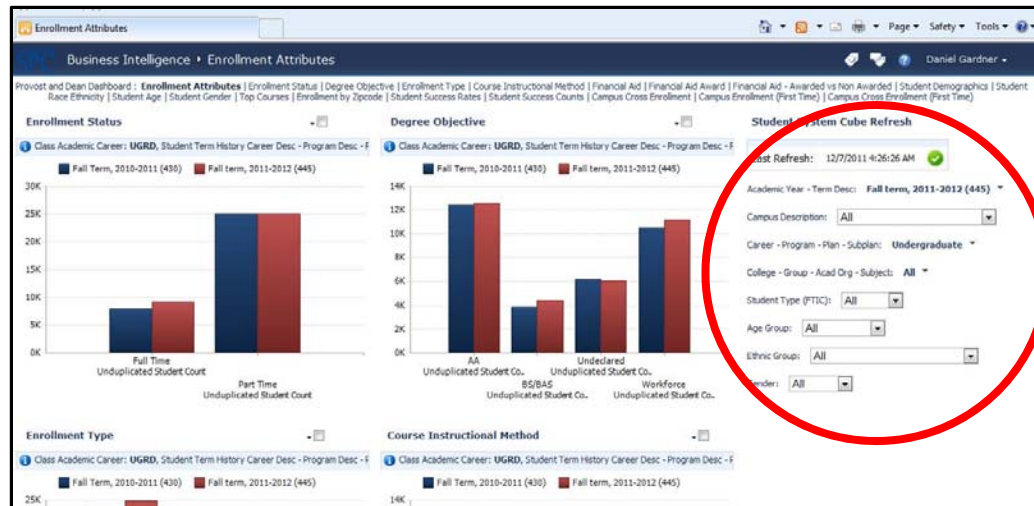 Enrollment Attributes
Page Safety Tools
Business Intelligence • Enrollment Attributes
Daniel Gardner
Provost and Dean Dashboard : Enrollment Attributes | Enrollment Status | Degree Objective | Enrollment Type | Course Instructional Method | Financial Aid | Financial Aid Award | Financial Aid - Awarded vs Non Awarded | Student Demographics | Student
Race Ethnicity | Student Age | Student Gender | Top Courses | Enrollment by Zipcode | Student Success Rates | Student Success Counts | Campus Cross Enrollment | Campus Enrollment (First Time) | Campus Cross Enrollment (First Time)
Enrollment Status
Class Academic Career: UGRD, Student Term History Career Desc - Program Desc - F
Fall Term, 2010-2011 (430) Fall term, 2011-2012 (445)
30K
25K
20K
15K
10K
5K
0K
Full Time
Unduplicated Student Count
Part Time
Unduplicated Student Count
Degree Objective
Class Academic Career: UGRD, Student Term History Career Desc - Program Desc - F
Fall Term, 2010-2011 (430) Fall term, 2011-2012 (445)
14K
12K
10K
8K
6K
4K
2K
0K
AA Undeclared
Unduplicated Student Co.. Unduplicated Student Co..
BS/BAS Workforce
Unduplicated Student Co.. Unduplicated Student Co..
Student System Cube Refresh
Last Refresh: 12/7/2011 4:26:26 AM
Academic Year - Term Desc: Fall term, 2011-2012 (445)
Campus Description: All
Career - Program - Plan - Subplan: Undergraduate
College - Group - Acad Org - Subject: All
Student Type (FTIC): All
Age Group: All
Ethnic Group: All
Gender: All
Enrollment Type
Class Academic Career: UGRD, Student Term History Career Desc - Program Desc - F
Fall Term, 2010-2011 (430) Fall term, 2011-2012 (445)
25K
Course Instructional Method
Class Academic Career: UGRD, Student Term History Career Desc - Program Desc - F
Fall Term, 2010-2011 (430) Fall term, 2011-2012 (445)
14K